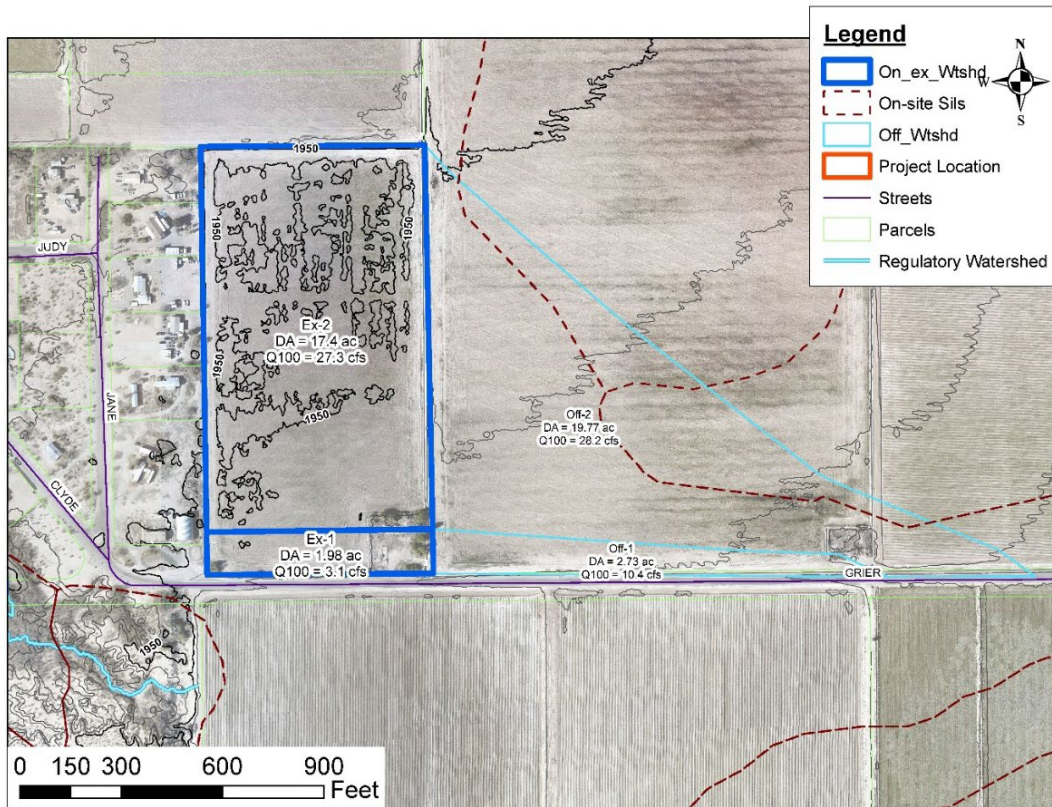 Legend
N
W
S
On_ex_Wtshd
On-site Sils
Off_Wtshd
Project Location
Streets
Parcels
Regulatory Watershed
1950
1950
1950
JUDY
Ex-2
DA = 17.4 ac
Q100 = 27.3 cfs
1950
JANE
1950
Off-2
DA = 19.77 ac
Q100 = 28.2 cfs
CLYDE
Ex-1
DA = 1.98 ac
Q100 = 3.1 cfs
Off-1
DA = 2.73 ac
Q100 = 10.4 cfs
GRIER
1950
0 150 300 600 900
Feet